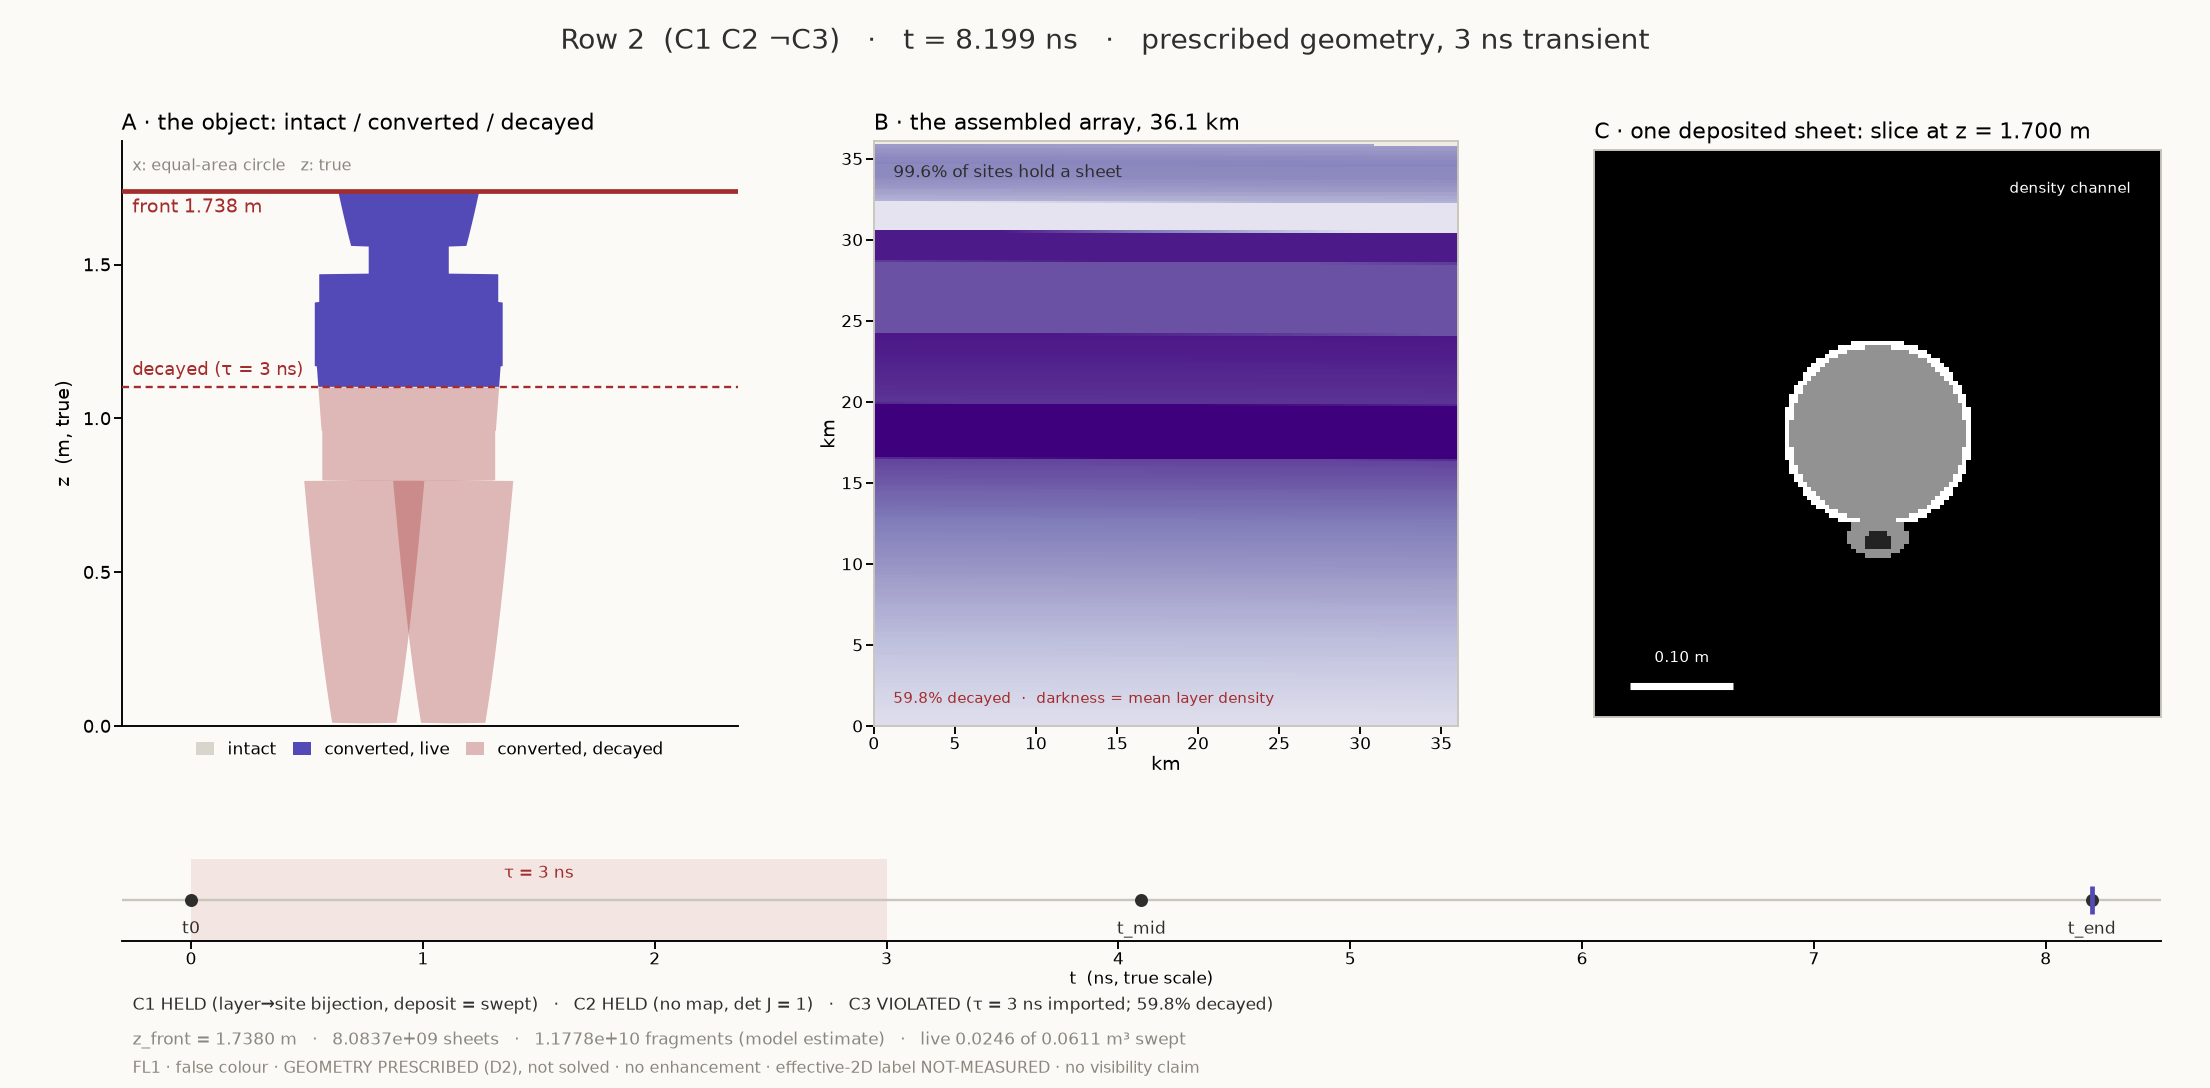 Row 2  (C1 C2 ¬C3)   ·   t = 8.199 ns   ·   prescribed geometry, 3 ns transient
A · the object: intact / converted / decayed
x: equal-area circle   z: true
front 1.738 m
decayed (τ = 3 ns)
1.5
1.0
0.5
0.0
z  (m, true)
intact
converted, live
converted, decayed
B · the assembled array, 36.1 km
99.6% of sites hold a sheet
59.8% decayed  ·  darkness = mean layer density
35
30
25
20
15
10
5
0
km
0 5 10 15 20 25 30 35
km
C · one deposited sheet: slice at z = 1.700 m
density channel
0.10 m
τ = 3 ns
t0
t_mid
t_end
0 1 2 3 4 5 6 7 8
t  (ns, true scale)
C1 HELD (layer→site bijection, deposit = swept)   ·   C2 HELD (no map, det J = 1)   ·   C3 VIOLATED (τ = 3 ns imported; 59.8% decayed)
z_front = 1.7380 m   ·   8.0837e+09 sheets   ·   1.1778e+10 fragments (model estimate)   ·   live 0.0246 of 0.0611 m³ swept
FL1 · false colour · GEOMETRY PRESCRIBED (D2), not solved · no enhancement · effective-2D label NOT-MEASURED · no visibility claim